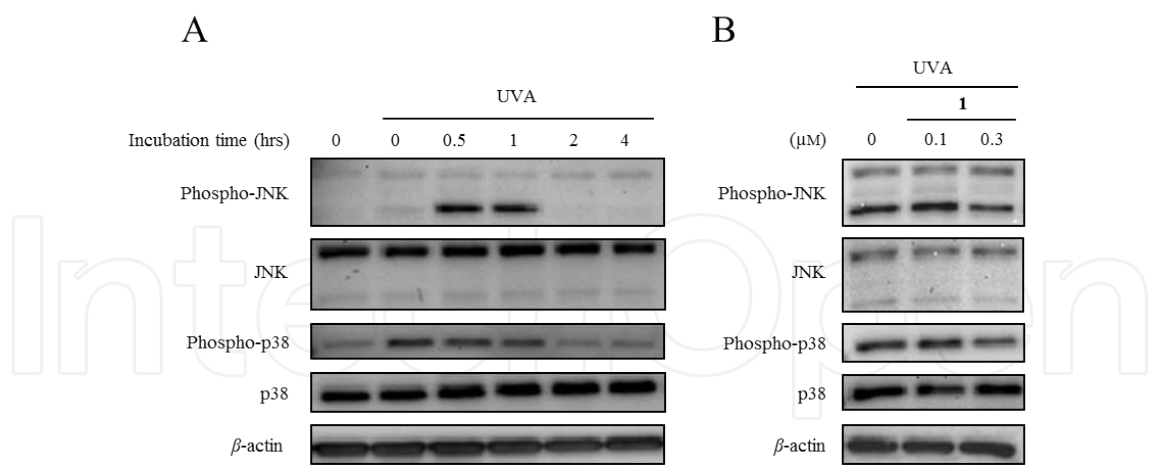 A
B
UVA
Incubation time (hrs) 0 0 0.5 1 2 4
Phospho-JNK
JNK
Phospho-p38
p38
β-actin
UVA
1
(µM) 0 0.1 0.3
Phospho-JNK
JNK
Phospho-p38
p38
β-actin
IntechOpen